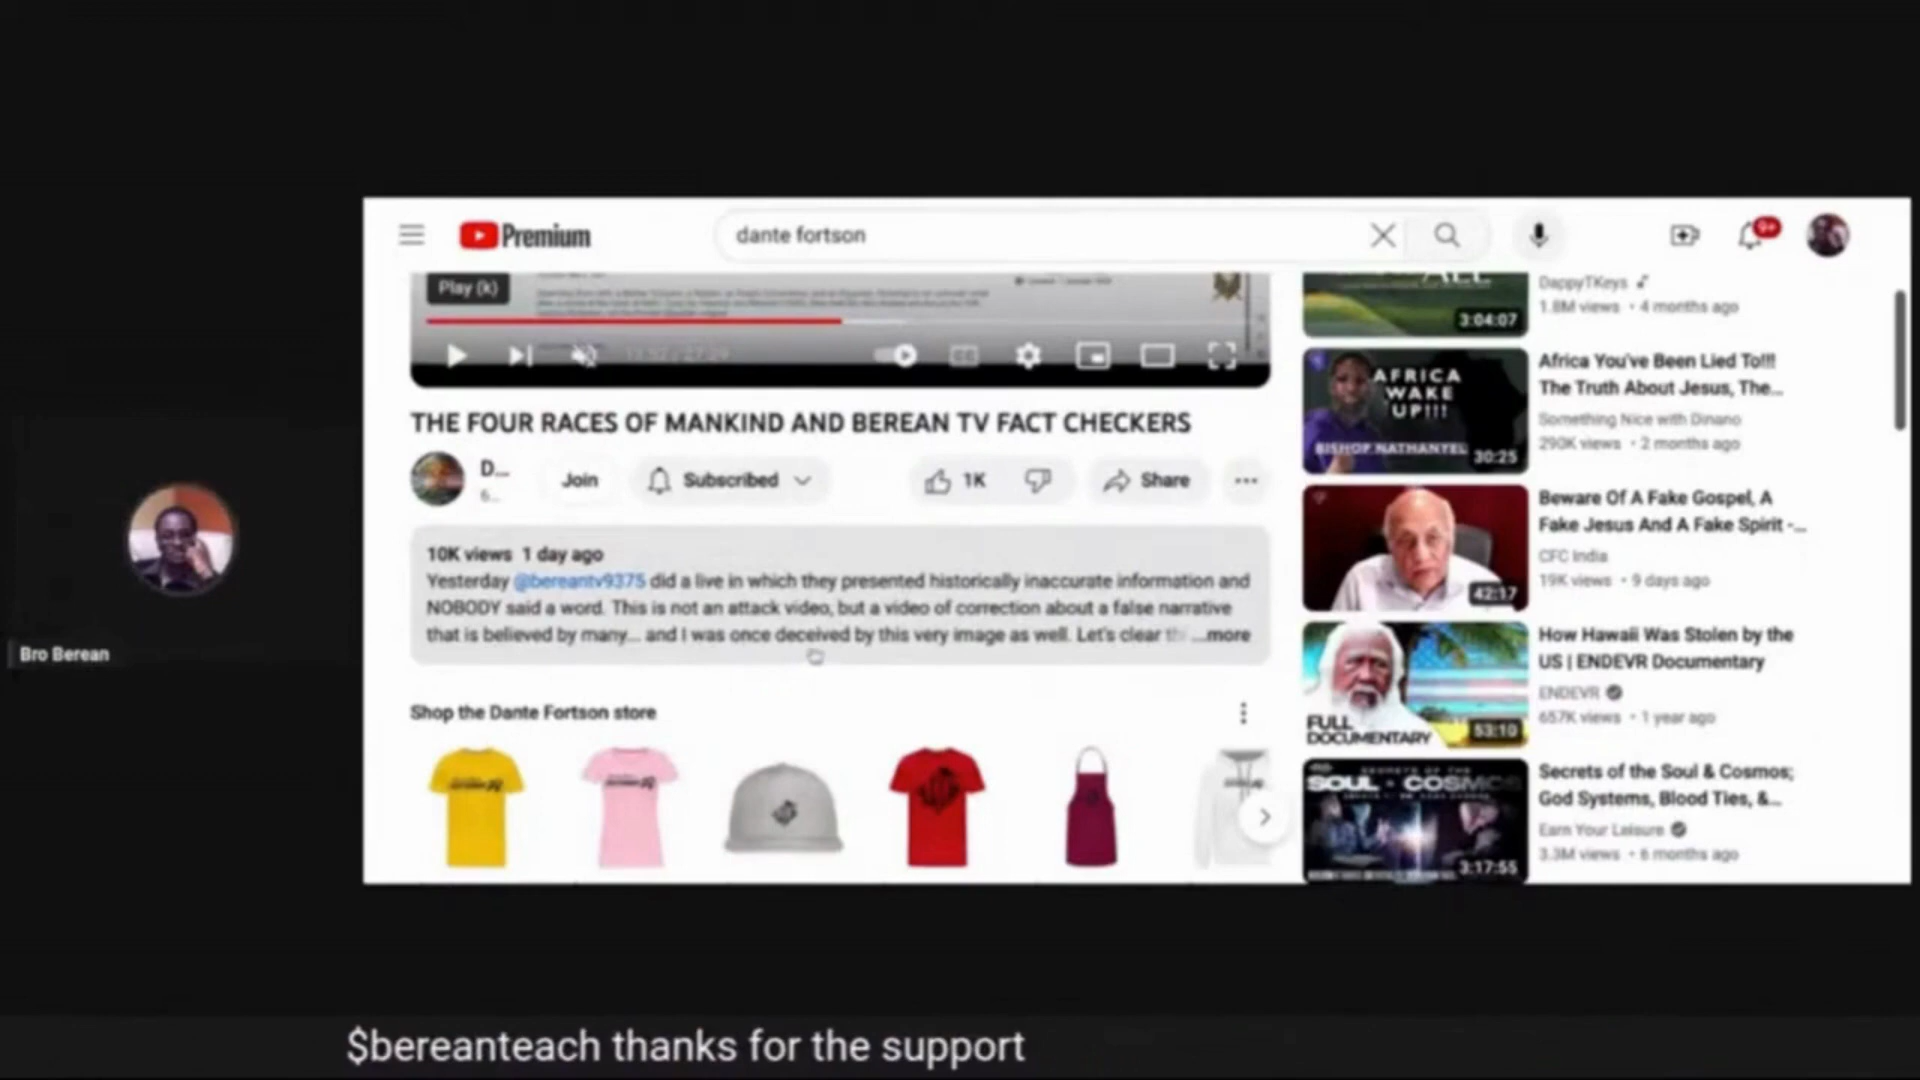 Premium
dante fortson
9+
Play (k)
THE FOUR RACES OF MANKIND AND BEREAN TV FACT CHECKERS
D...
6...
Join
Subscribed
1K
Share
10K views 1 day ago
Yesterday @bereantv9375 did a live in which they presented historically inaccurate information and
NOBODY said a word. This is not an attack video, but a video of correction about a false narrative
that is believed by many... and I was once deceived by this very image as well. Let's clear ...more
Shop the Dante Fortson store
3:04:07
DappyTKeys
1.8M views • 4 months ago
AFRICA
WAKE
UP!!!
BISHOP NATHANYEL
30:25
Africa You've Been Lied To!!!
The Truth About Jesus, The...
Something Nice with Dinano
290K views • 2 months ago
42:17
Beware Of A Fake Gospel, A
Fake Jesus And A Fake Spirit -...
CFC India
19K views • 9 days ago
FULL
DOCUMENTARY
53:10
How Hawaii Was Stolen by the
US | ENDEVR Documentary
ENDEVR
657K views • 1 year ago
SOUL COSMOS
3:17:55
Secrets of the Soul & Cosmos;
God Systems, Blood Ties, &...
Earn Your Leisure
3.3M views • 6 months ago
Bro Berean
$bereanteach thanks for the support